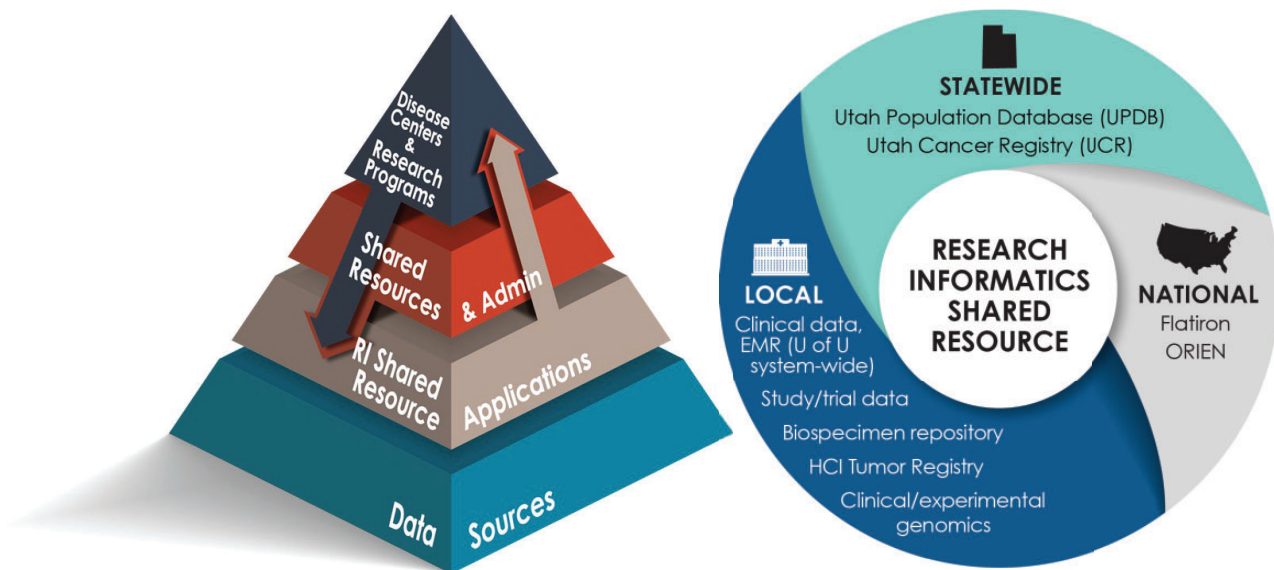 Disease
Centers
&
Research
Programs
Shared
Resources
& Admin
RI Shared
Resource
Applications
Data
Sources
STATEWIDE
Utah Population Database (UPDB)
Utah Cancer Registry (UCR)
RESEARCH
INFORMATICS
SHARED
RESOURCE
LOCAL
Clinical data,
EMR (U of U
system-wide)
Study/trial data
Biospecimen repository
HCI Tumor Registry
Clinical/experimental
genomics
NATIONAL
Flatiron
ORIEN